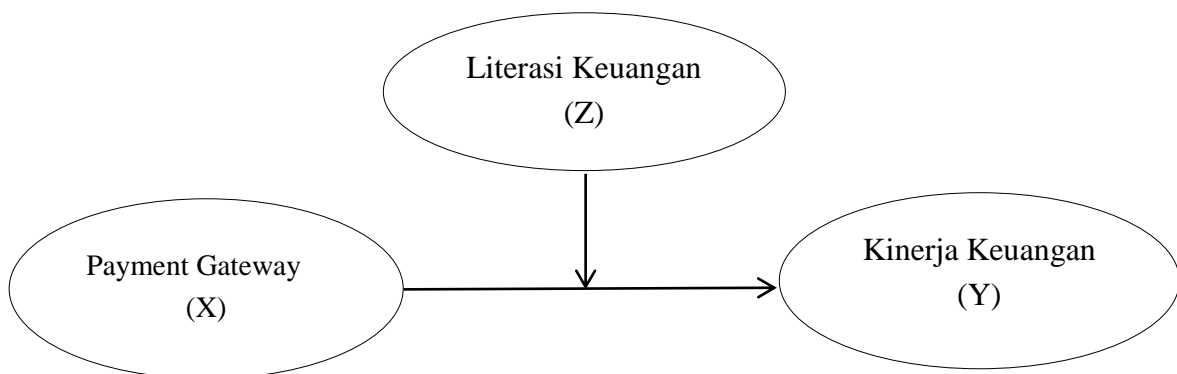 Literasi Keuangan
(Z)
Payment Gateway
(X)
Kinerja Keuangan
(Y)